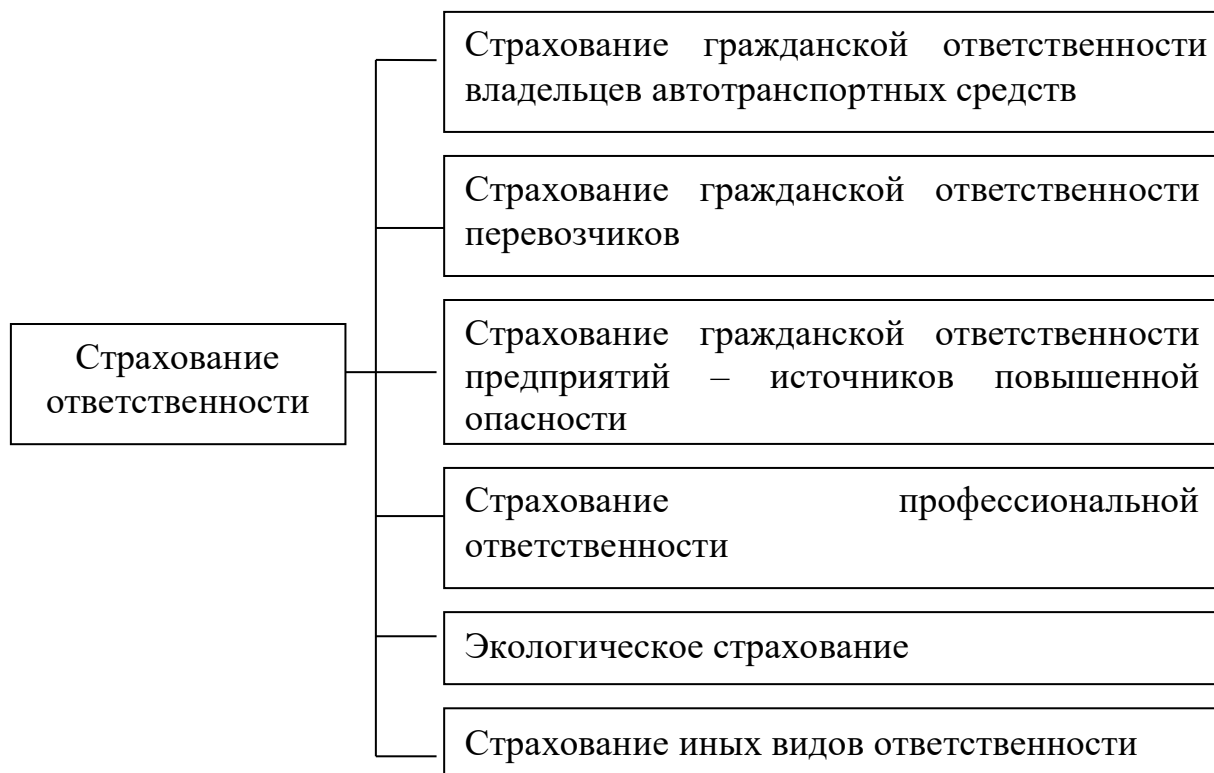 Страхование гражданской ответственности
владельцев автотранспортных средств
Страхование гражданской ответственности
перевозчиков
Страхование гражданской ответственности
предприятий – источников повышенной
опасности
Страхование
ответственности
Страхование профессиональной
ответственности
Экологическое страхование
Страхование иных видов ответственности